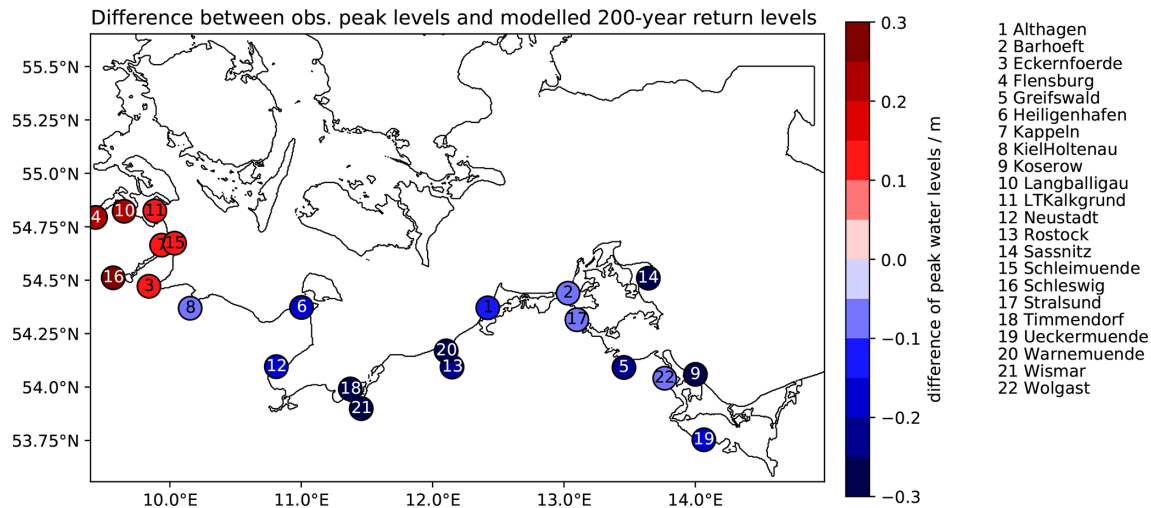 Difference between obs. peak levels and modelled 200-year return levels
55.5°N
55.25°N
55.0°N
54.75°N
54.5°N
54.25°N
54.0°N
53.75°N
10.0°E 11.0°E 12.0°E 13.0°E 14.0°E
4 10 11
7 15
16 3
8 6
12
18 21
20 13
1
2 17
14
5 22 9
19
0.3
0.2
0.1
0.0
−0.1
−0.2
−0.3
difference of peak water levels / m
1 Althagen
2 Barhoeft
3 Eckernfoerde
4 Flensburg
5 Greifswald
6 Heiligenhafen
7 Kappeln
8 KielHoltenau
9 Koserow
10 Langballigau
11 LTKalkgrund
12 Neustadt
13 Rostock
14 Sassnitz
15 Schleimuende
16 Schleswig
17 Stralsund
18 Timmendorf
19 Ueckermuende
20 Warnemuende
21 Wismar
22 Wolgast